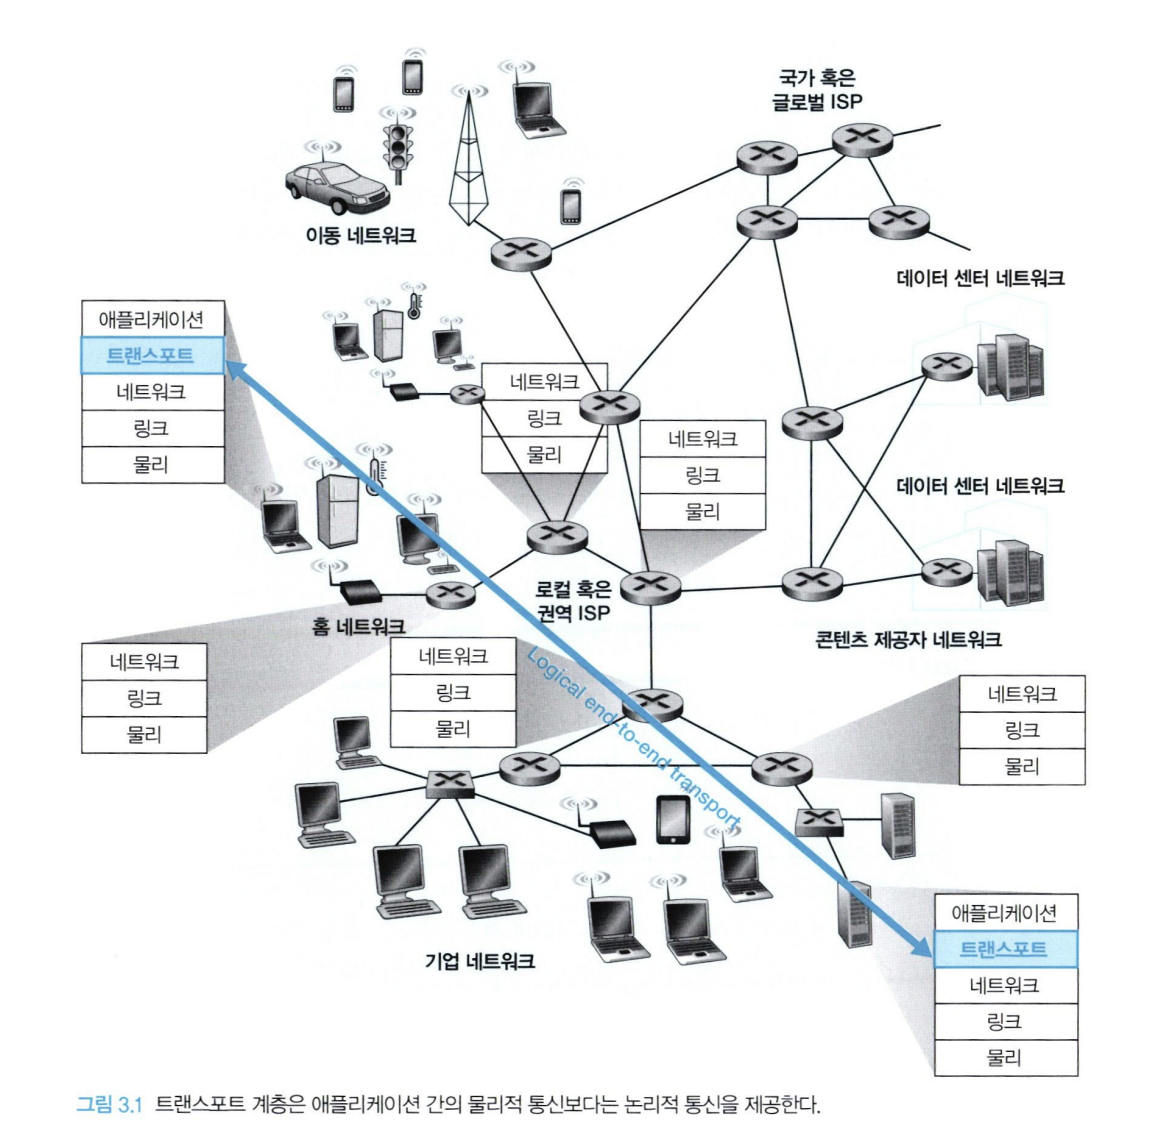 국가 혹은
글로벌 ISP
이동 네트워크
데이터 센터 네트워크
애플리케이션
트랜스포트
네트워크
링크
물리
네트워크
링크
물리
네트워크
링크
물리
데이터 센터 네트워크
로컬 혹은
권역 ISP
홈 네트워크
콘텐츠 제공자 네트워크
네트워크
링크
물리
네트워크
링크
물리
Logical end-to-end transport
네트워크
링크
물리
기업 네트워크
애플리케이션
트랜스포트
네트워크
링크
물리
그림 3.1 트랜스포트 계층은 애플리케이션 간의 물리적 통신보다는 논리적 통신을 제공한다.